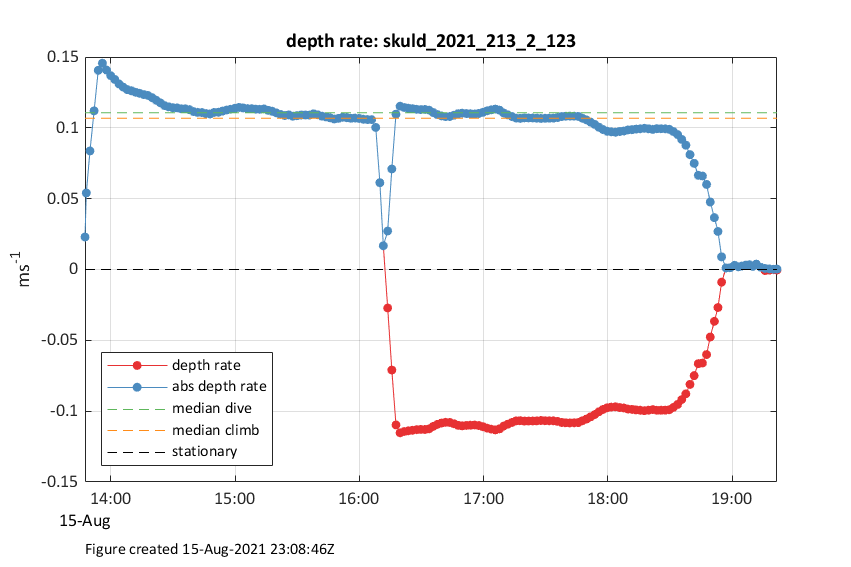 depth rate: skuld_2021_213_2_123
0.15
0.1
0.05
0
-0.05
-0.1
-0.15
ms-1
depth rate
abs depth rate
median dive
median climb
stationary
14:00 15:00 16:00 17:00 18:00 19:00
15-Aug
Figure created 15-Aug-2021 23:08:46Z